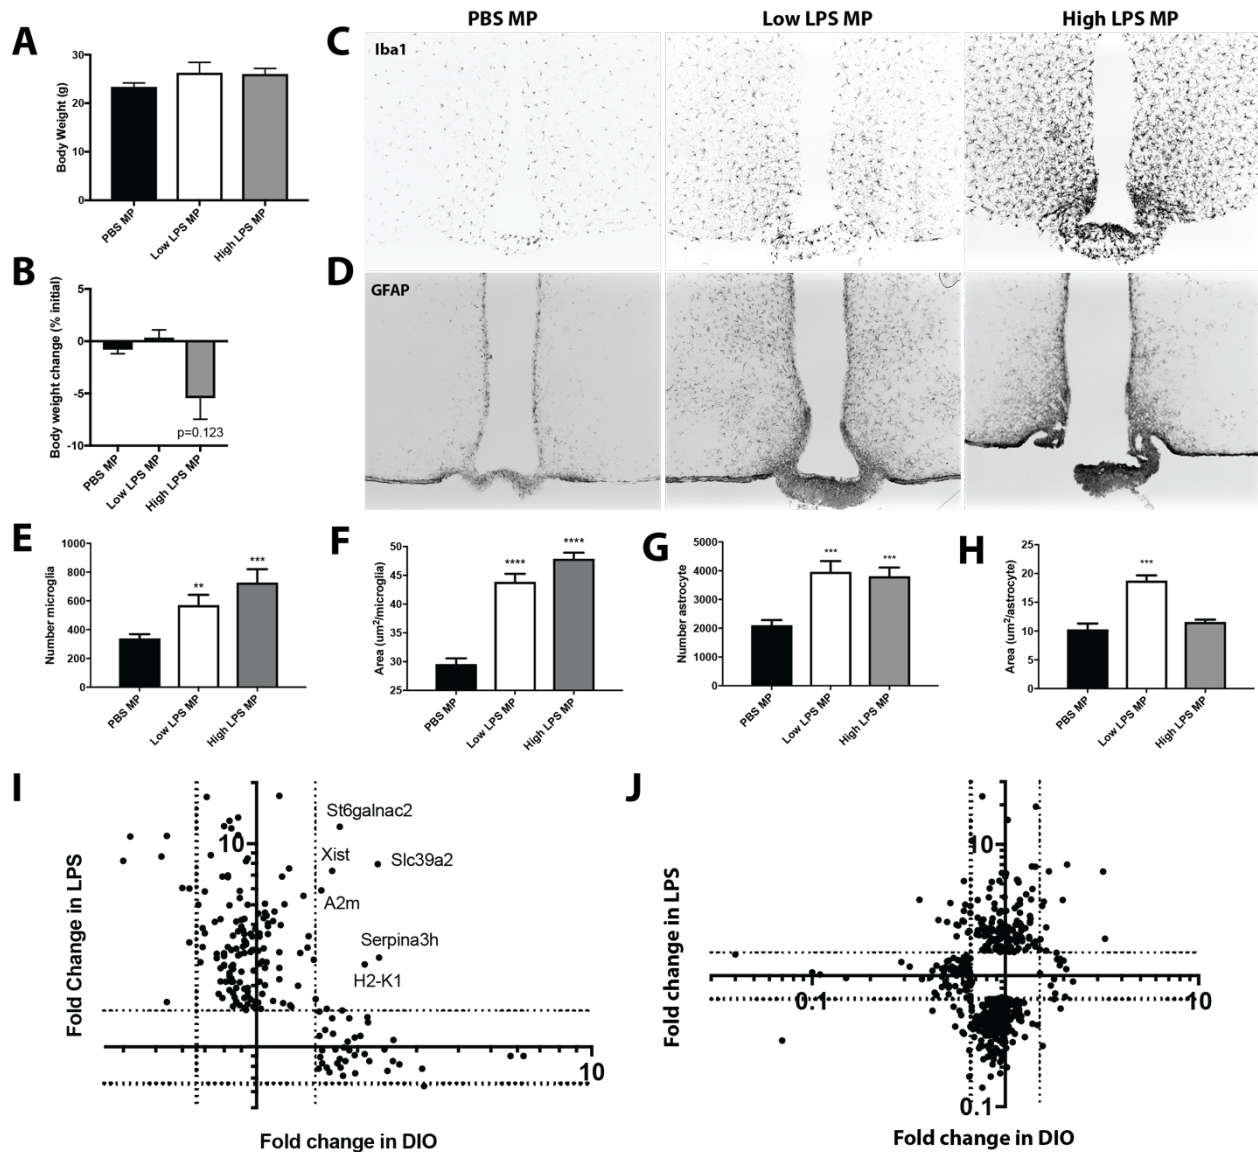 PBS MP
Low LPS MP
High LPS MP
A
Body Weight (g)
30
20
10
0
PBS MP
Low LPS MP
High LPS MP
B
Body weight change (% initial)
5
0
-5
-10
p=0.123
PBS MP
Low LPS MP
High LPS MP
C
Iba1
D
GFAP
E
Number microglia
1000
800
600
400
200
0
**
***
PBS MP
Low LPS MP
High LPS MP
F
Area (um²/microglia)
50
45
40
35
30
25
****
****
PBS MP
Low LPS MP
High LPS MP
G
Number astrocyte
5000
4000
3000
2000
1000
0
***
***
PBS MP
Low LPS MP
High LPS MP
H
Area (um²/astrocyte)
25
20
15
10
5
0
***
PBS MP
Low LPS MP
High LPS MP
I
Fold Change in LPS
10
St6galnac2
Xist
Slc39a2
A2m
Serpina3h
H2-K1
10
Fold change in DIO
J
Fold change in LPS
10
0.1
10
0.1
Fold change in DIO